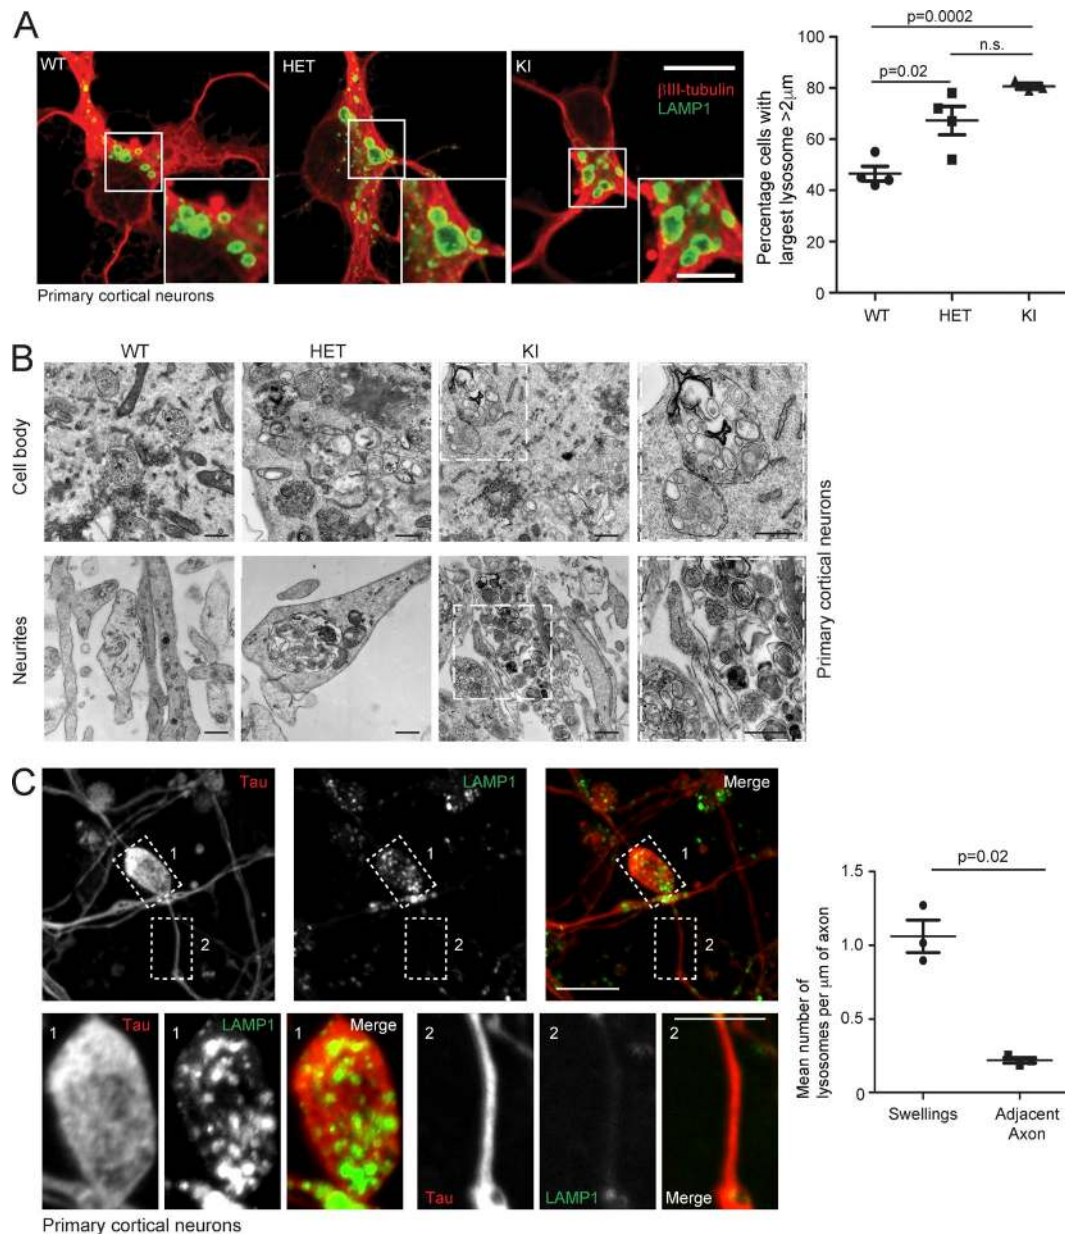 A
WT
HET
KI
βIII-tubulin
LAMP1
Primary cortical neurons
p=0.0002
n.s.
p=0.02
Percentage cells with
largest lysosome >2μm
100
80
60
40
20
0
WT
HET
KI
B
WT
HET
KI
Cell body
Neurites
Primary cortical neurons
C
Tau
1
2
LAMP1
1
2
Merge
1
2
1
Tau
1
LAMP1
1
Merge
2
Tau
2
LAMP1
2
Merge
Primary cortical neurons
p=0.02
Mean number of
lysosomes per μm of axon
1.5
1.0
0.5
0
Swellings
Adjacent
Axon